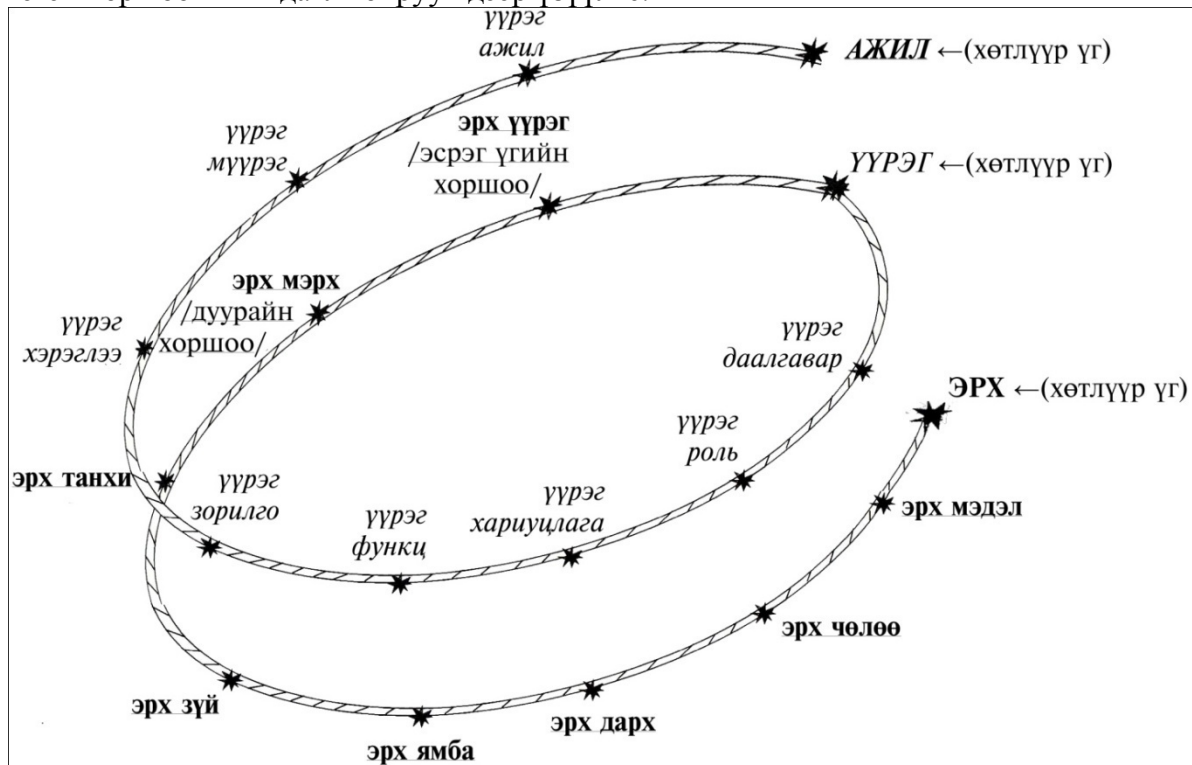 үүрэг
ажил
АЖИЛ ←(хөтлүүр үг)
үүрэг
мүүрэг
эрх үүрэг
/эсрэг үгийн
хоршоо/
ҮҮРЭГ ←(хөтлүүр үг)
эрх мэрх
/дуурайн
хоршоо/
үүрэг
хэрэглээ
үүрэг
даалгавар
ЭРХ ←(хөтлүүр үг)
үүрэг
роль
эрх танхи
үүрэг
зорилго
үүрэг
функц
үүрэг
хариуцлага
эрх мэдэл
эрх чөлөө
эрх зүй
эрх дарх
эрх ямба